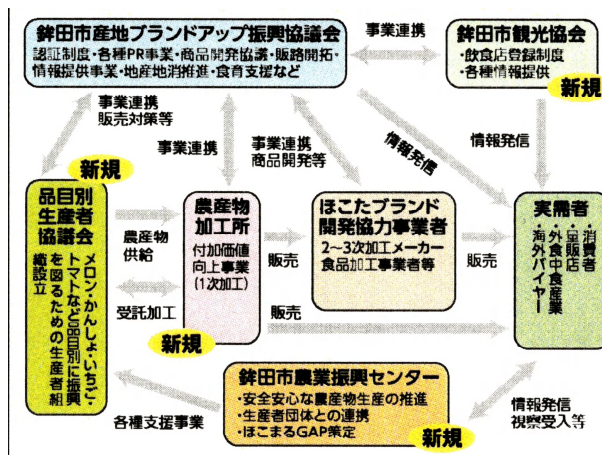 鉾田市産地ブランドアップ振興協議会
認証制度・各種PR事業・商品開発協議・販路開拓・
情報提供事業・地産地消推進・食育支援など
事業連携
鉾田市観光協会
・飲食店登録制度
・各種情報提供
新規
事業連携
販売対策等
事業連携
事業連携
商品開発等
情報発信
情報発信
新規
品目別
生産者
協議会
メロン・かんしょ・いちご・
トマトなど品目別に振興
を図るための生産者組
織設立
農産物
供給
受託加工
農産物
加工所
付加価値
向上事業
(1次加工)
新規
販売
ほこたブランド
開発協力事業者
2～3次加工メーカー
食品加工事業者等
販売
販売
実需者
・消費者
・量販店
・外食中食産業
・海外バイヤー
鉾田市農業振興センター
・安全安心な農産物生産の推進
・生産者団体との連携
・ほこまるGAP策定
新規
各種支援事業
情報発信
視察受入等